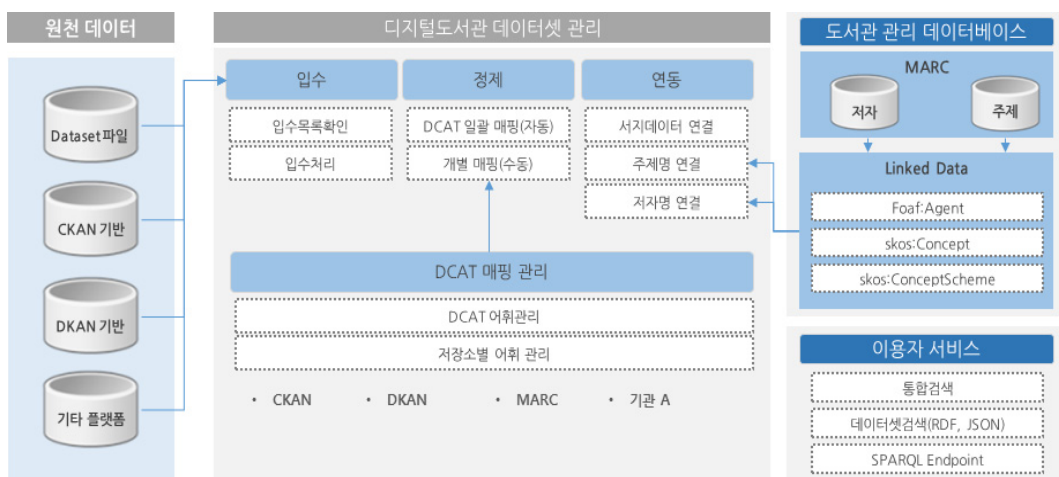 원천 데이터
Dataset 파일
CKAN 기반
DKAN 기반
기타 플랫폼
디지털도서관 데이터셋 관리
입수
정제
연동
입수목록확인
DCAT 일괄 매핑(자동)
서지데이터 연결
입수처리
개별 매핑(수동)
주제명 연결
저자명 연결
DCAT 매핑 관리
DCAT 어휘관리
저장소별 어휘 관리
• CKAN • DKAN • MARC • 기관 A
도서관 관리 데이터베이스
MARC
저자
주제
Linked Data
Foaf:Agent
skos:Concept
skos:ConceptScheme
이용자 서비스
통합검색
데이터셋검색(RDF, JSON)
SPARQL Endpoint